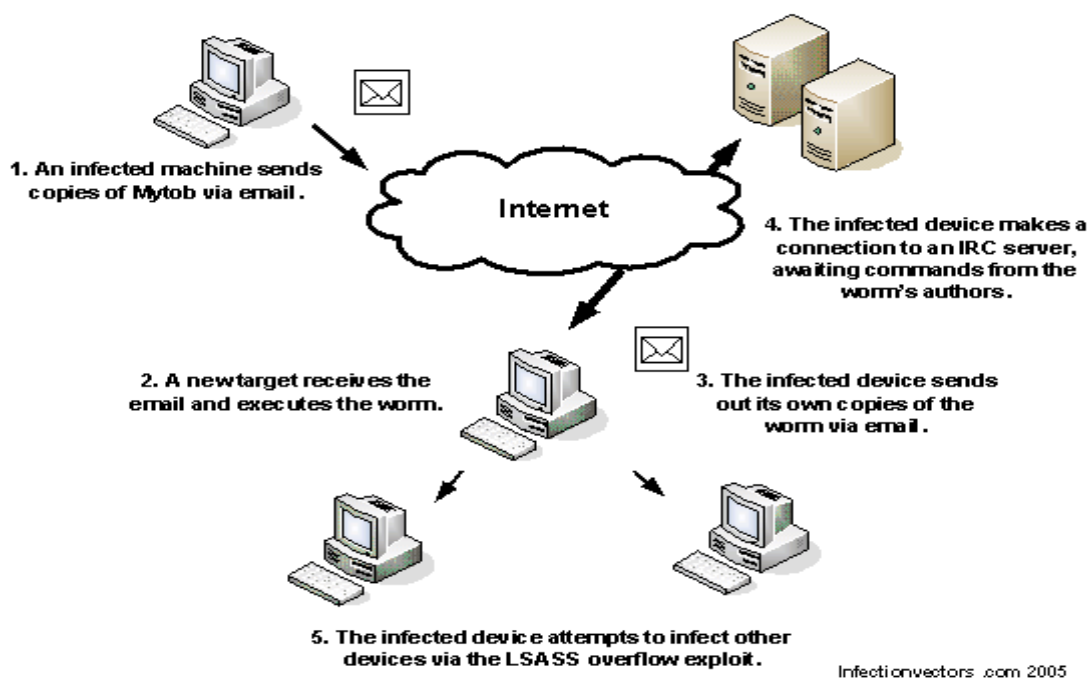 1. An infected machine sends
copies of Mytob via email.
Internet
4. The infected device makes a
connection to an IRC server,
awaiting commands from the
worm's authors.
2. A new target receives the
email and executes the worm.
3. The infected device sends
out its own copies of the
worm via email.
5. The infected device attempts to infect other
devices via the LSASS overflow exploit.
Infectionvectors.com 2005